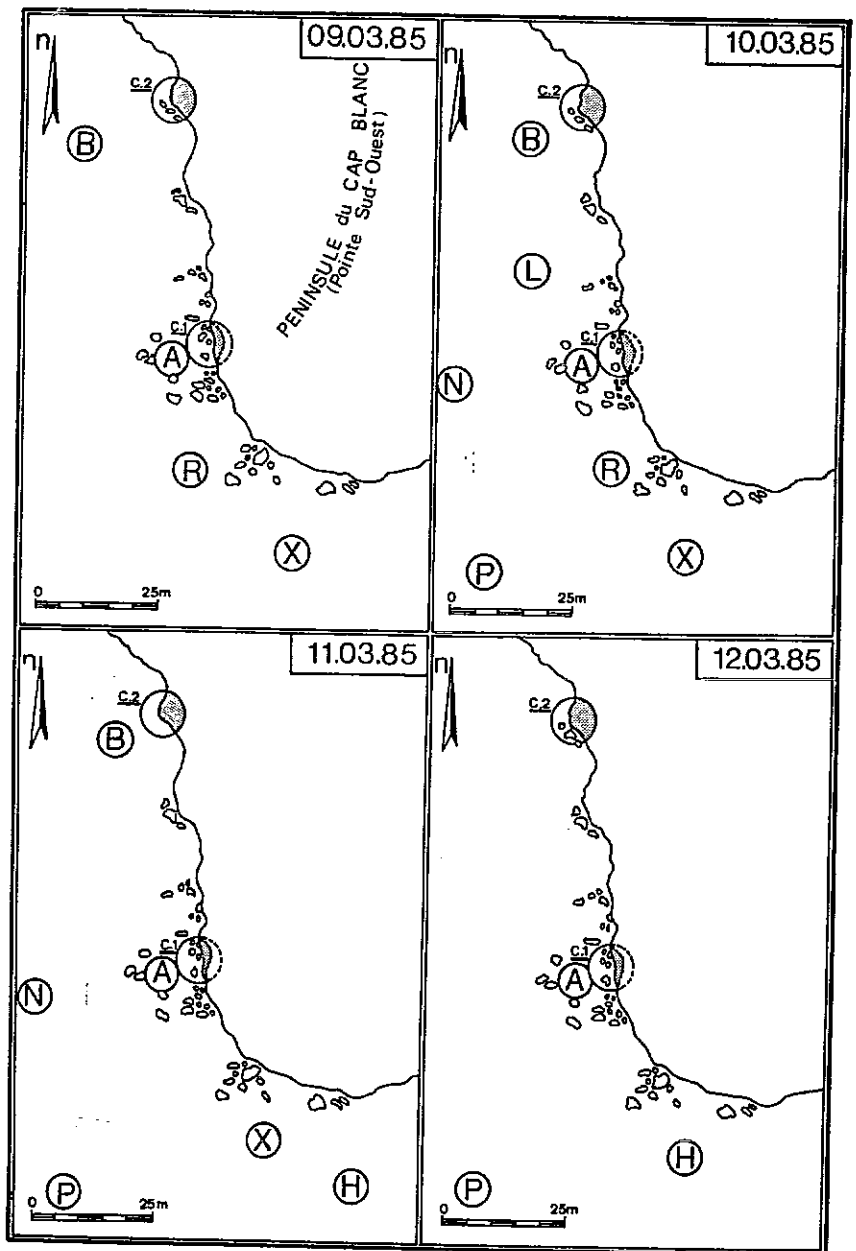 09.03.85
n
C.2
B
PENINSULE du CAP BLANC
(Pointe Sud-Ouest)
C.1
A
R
X
0 25m
10.03.85
n
C.2
B
L
C.1
A
N
R
X
P
0 25m
11.03.85
n
C.2
B
C.1
A
N
X
H
P
0 25m
12.03.85
n
C.2
C.1
A
H
P
0 25m